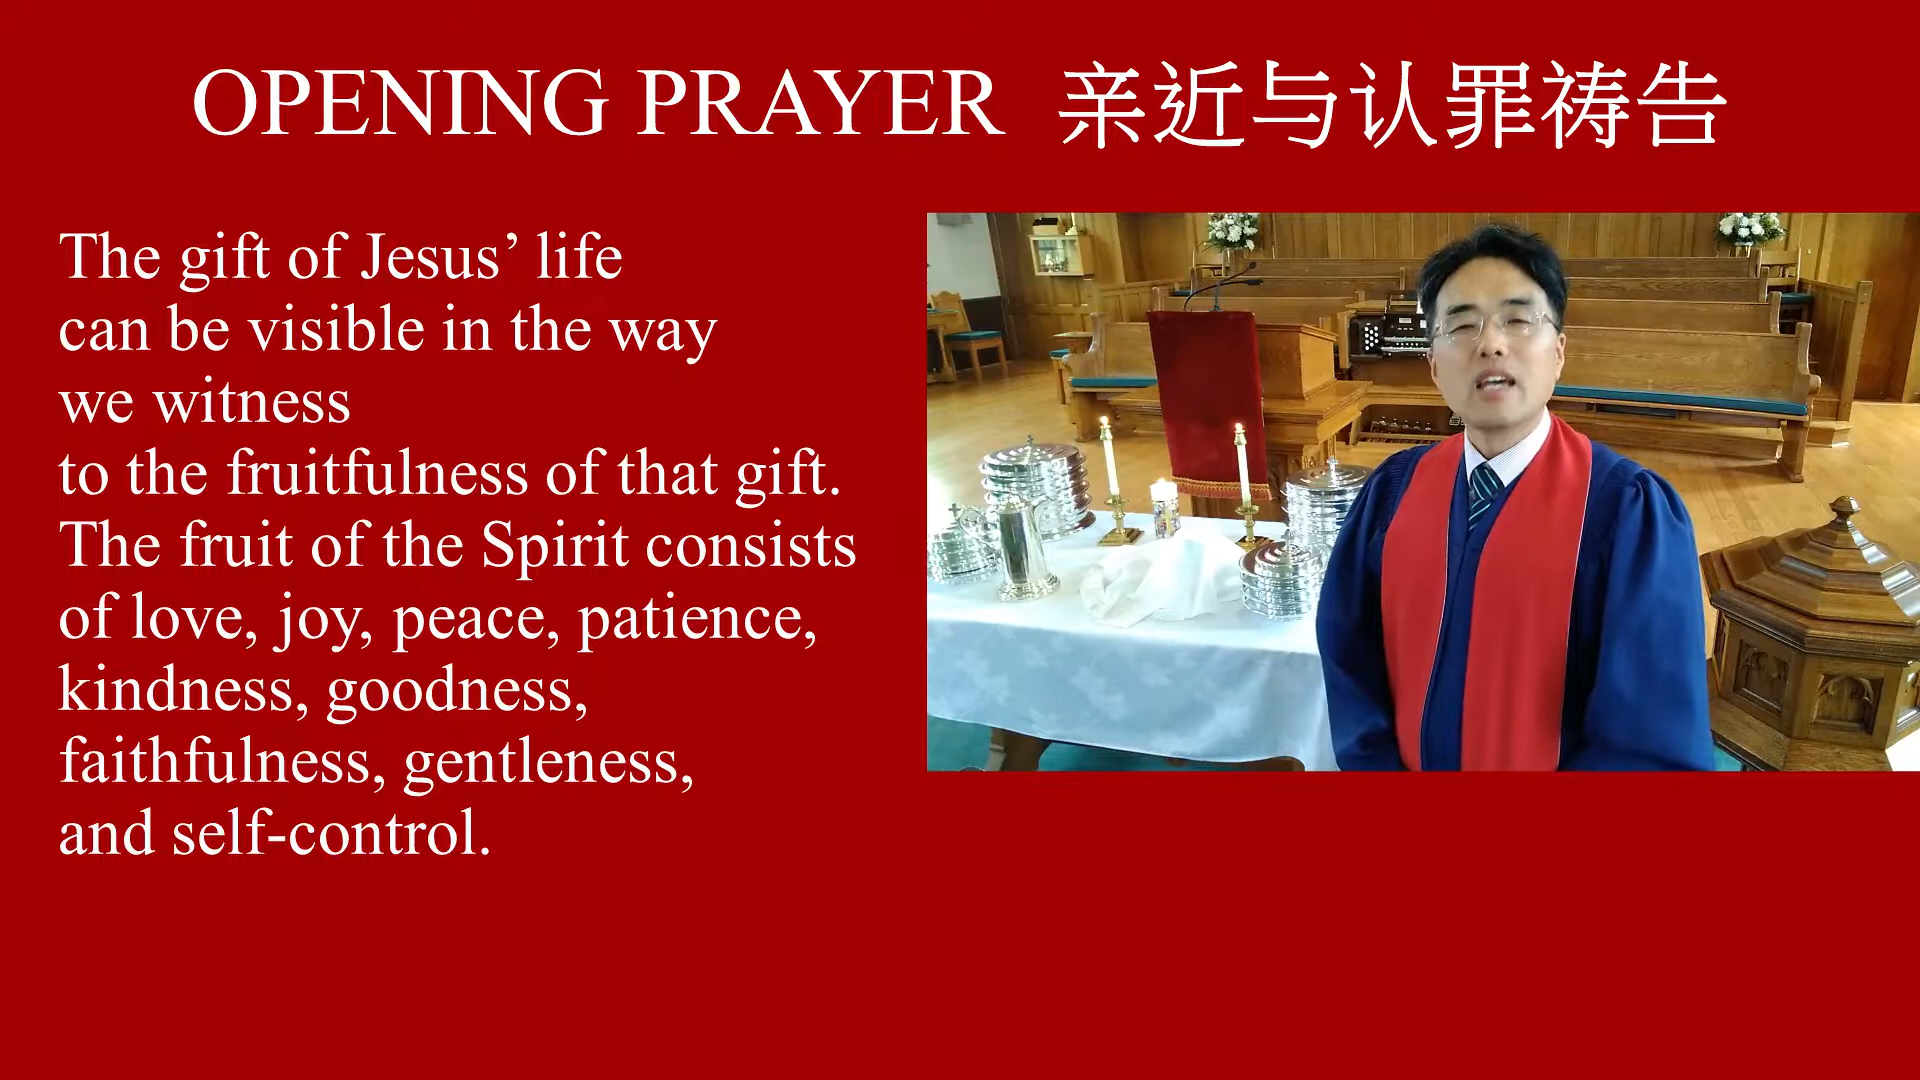 OPENING PRAYER 亲近与认罪祷告
The gift of Jesus’ life
can be visible in the way
we witness
to the fruitfulness of that gift.
The fruit of the Spirit consists
of love, joy, peace, patience,
kindness, goodness,
faithfulness, gentleness,
and self-control.